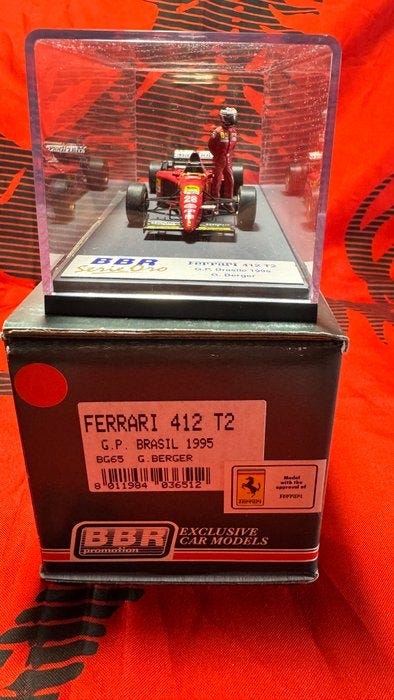 28
BBR
Serie Oro
Ferrari 412 T2
G.P. Brasile 1995
G. Berger
FERRARI 412 T2
G.P. BRASIL 1995
BG65 G.BERGER
8 011984 036512
Model
with the
approval of
Ferrari
BBR
promotion
EXCLUSIVE
CAR MODELS